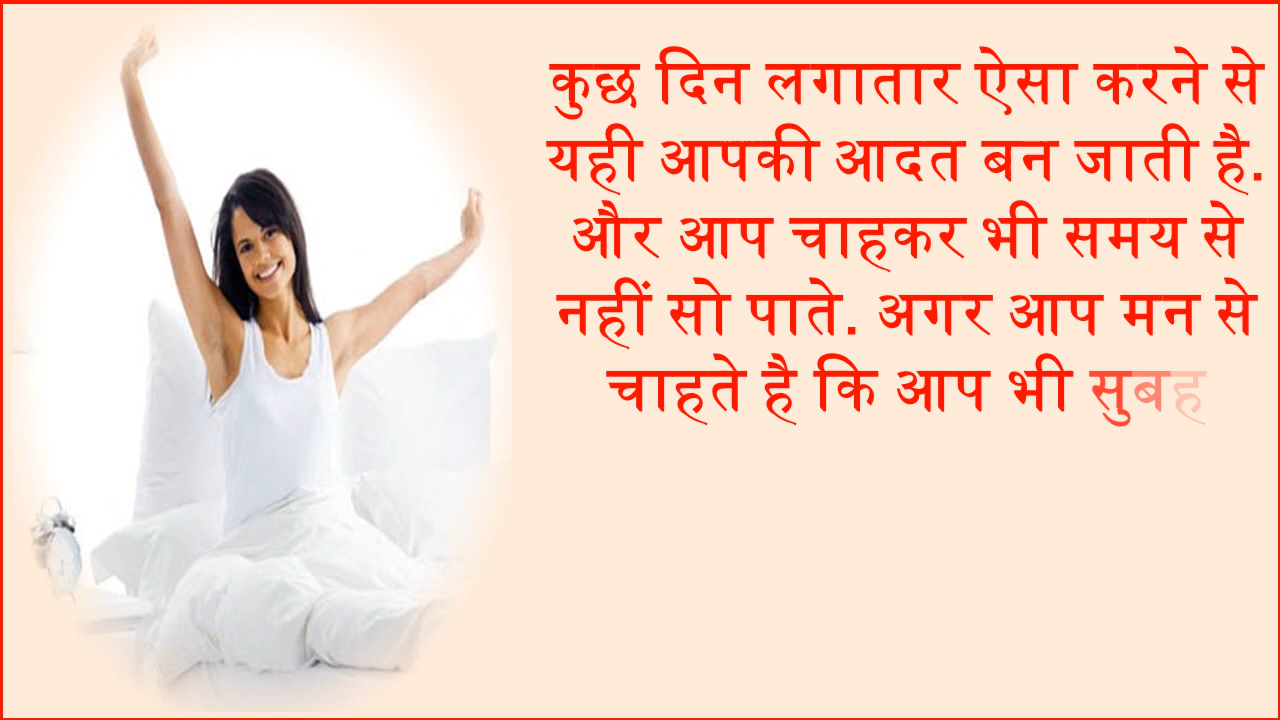 कुछ दिन लगातार ऐसा करने से
यही आपकी आदत बन जाती है.
और आप चाहकर भी समय से
नहीं सो पाते. अगर आप मन से
चाहते है कि आप भी सुबह